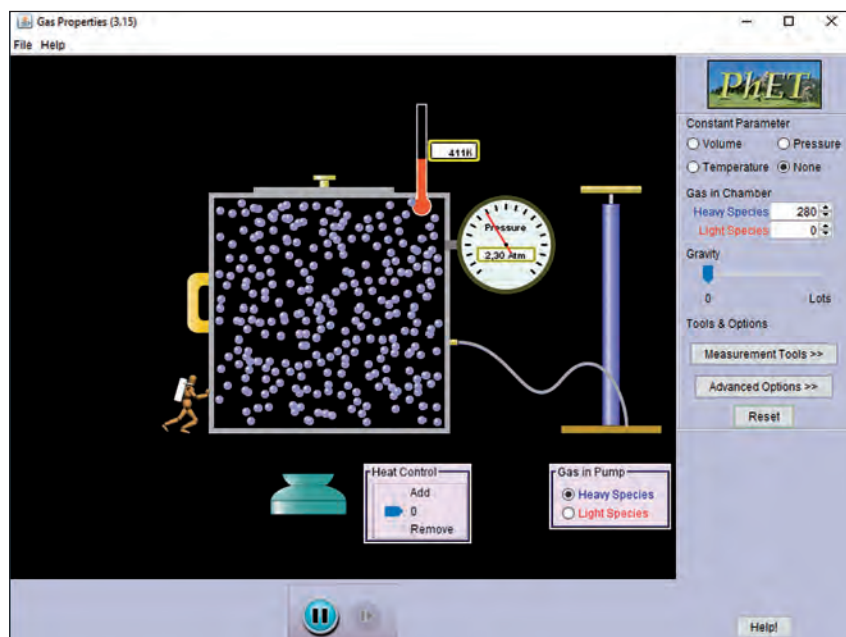 Gas Properties (3.15)
File Help
PhET
Constant Parameter
Volume Pressure
Temperature None
Gas in Chamber
Heavy Species 280
Light Species 0
Gravity
0 Lots
Tools & Options
Measurement Tools >>
Advanced Options >>
Reset
411K
Pressure
2,30 Atm
Heat Control
Add
0
Remove
Gas in Pump
Heavy Species
Light Species
Help!